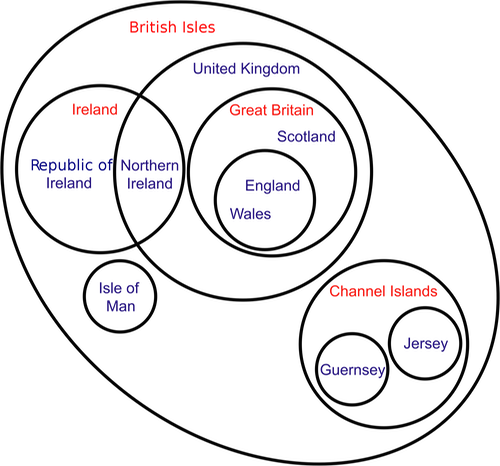 British Isles
United Kingdom
Ireland
Great Britain
Scotland
Republic of
Ireland
Northern
Ireland
England
Wales
Isle of
Man
Channel Islands
Jersey
Guernsey